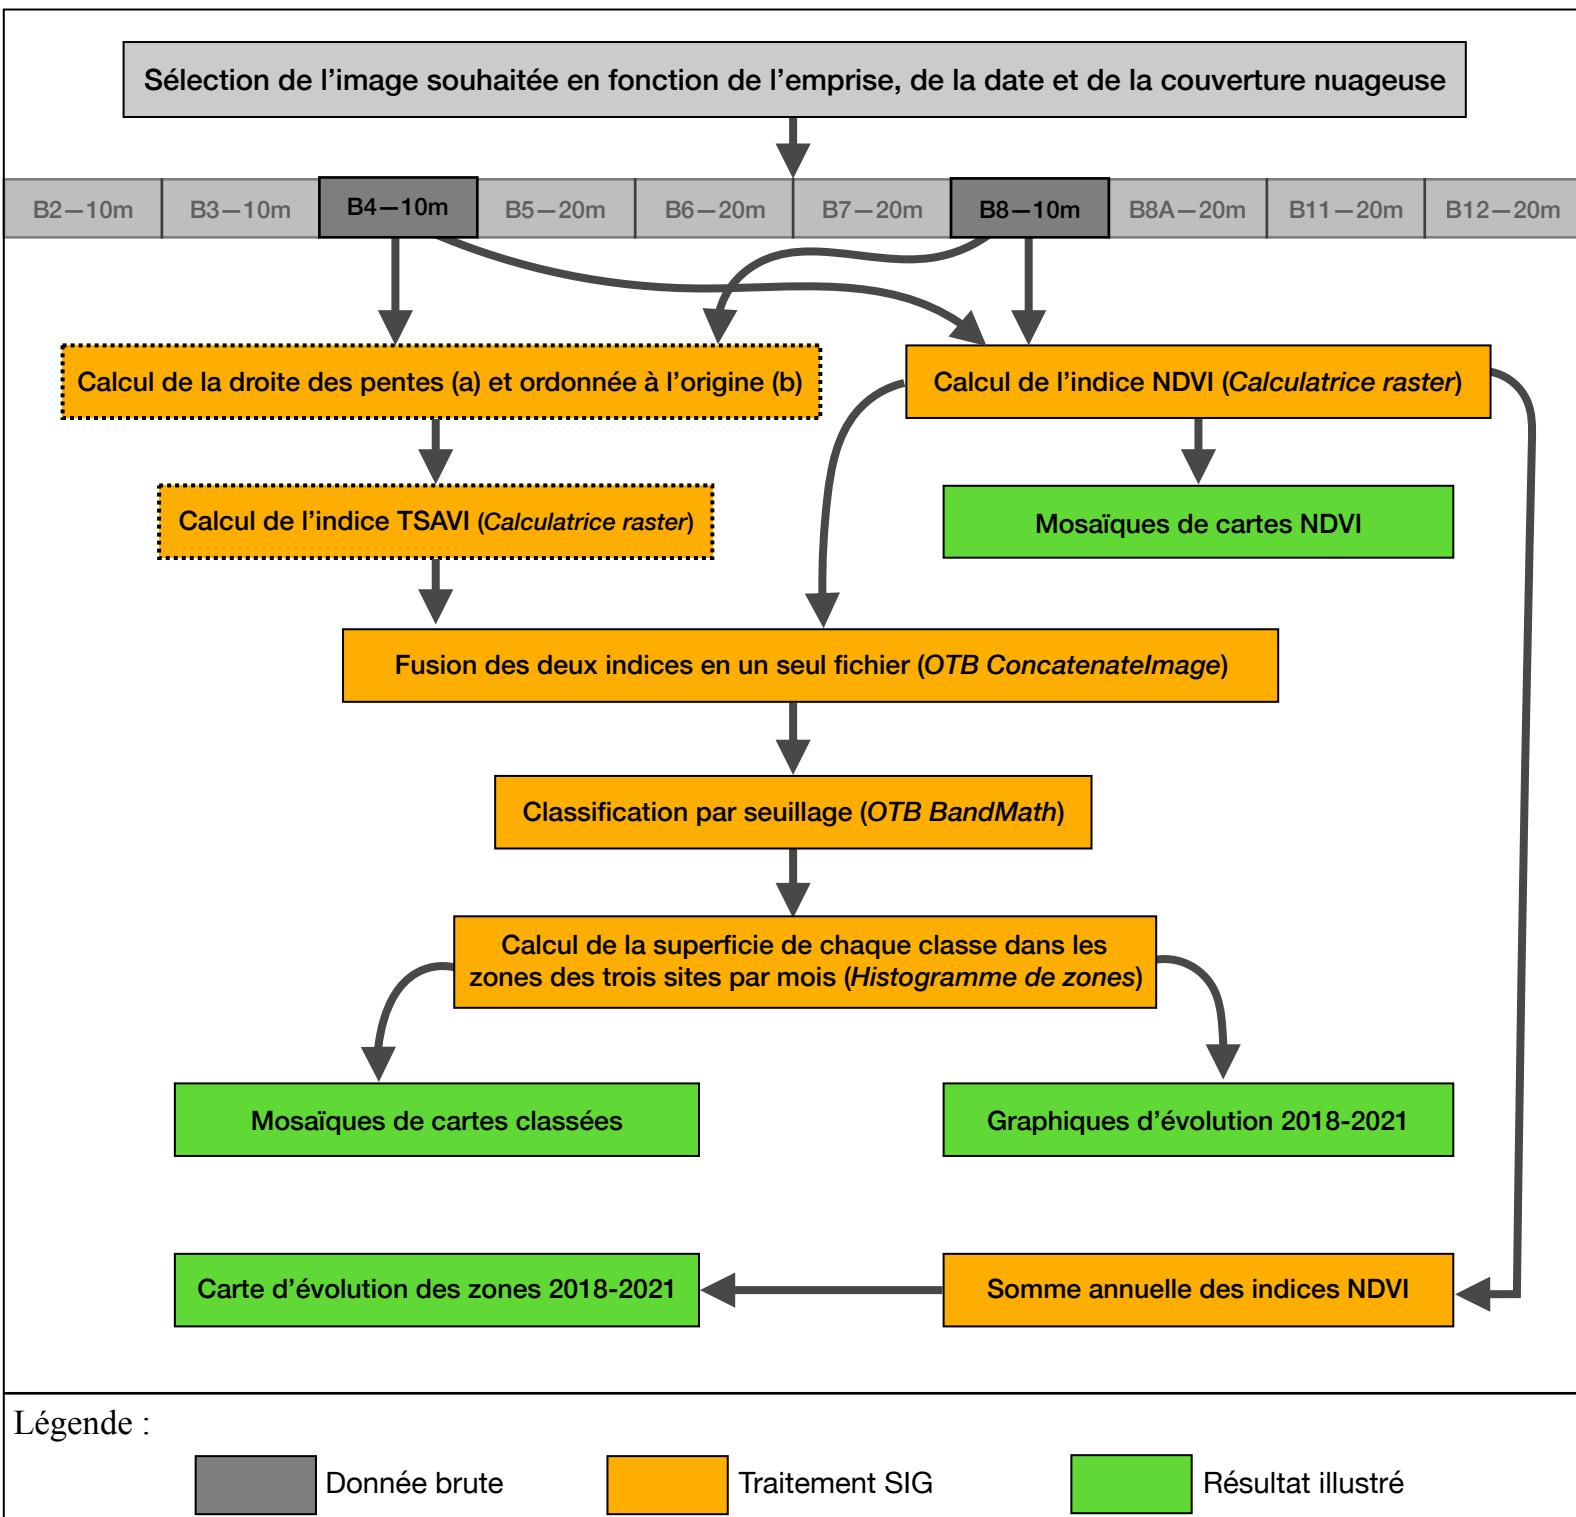 Sélection de l’image souhaitée en fonction de l’emprise, de la date et de la couverture nuageuse
B2—10m
B3—10m
B4—10m
B5—20m
B6—20m
B7—20m
B8—10m
B8A—20m
B11—20m
B12—20m
Calcul de la droite des pentes (a) et ordonnée à l’origine (b)
Calcul de l’indice NDVI (Calculatrice raster)
Calcul de l’indice TSAVI (Calculatrice raster)
Mosaïques de cartes NDVI
Fusion des deux indices en un seul fichier (OTB ConcatenateImage)
Classification par seuillage (OTB BandMath)
Calcul de la superficie de chaque classe dans les
zones des trois sites par mois (Histogramme de zones)
Mosaïques de cartes classées
Graphiques d’évolution 2018-2021
Carte d’évolution des zones 2018-2021
Somme annuelle des indices NDVI
Légende :
Donnée brute
Traitement SIG
Résultat illustré